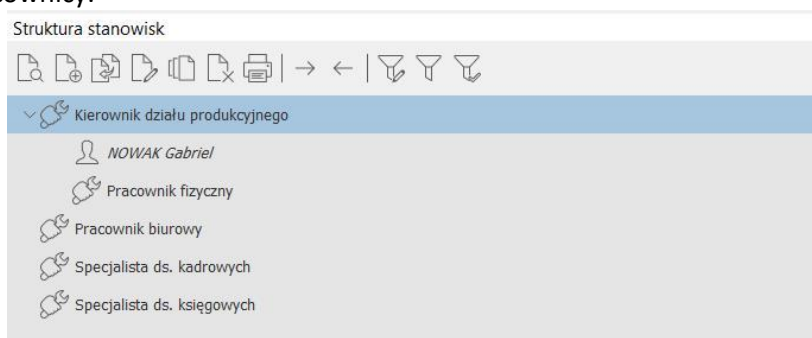 Struktura stanowisk
Kierownik działu produkcyjnego
NOWAK Gabriel
Pracownik fizyczny
Pracownik biurowy
Specjalista ds. kadrowych
Specjalista ds. księgowych